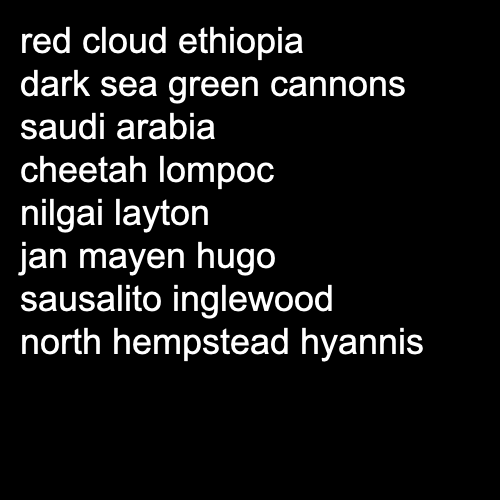 red cloud ethiopia
dark sea green cannons
saudi arabia
cheetah lompoc
nilgai layton
jan mayen hugo
sausalito inglewood
north hempstead hyannis